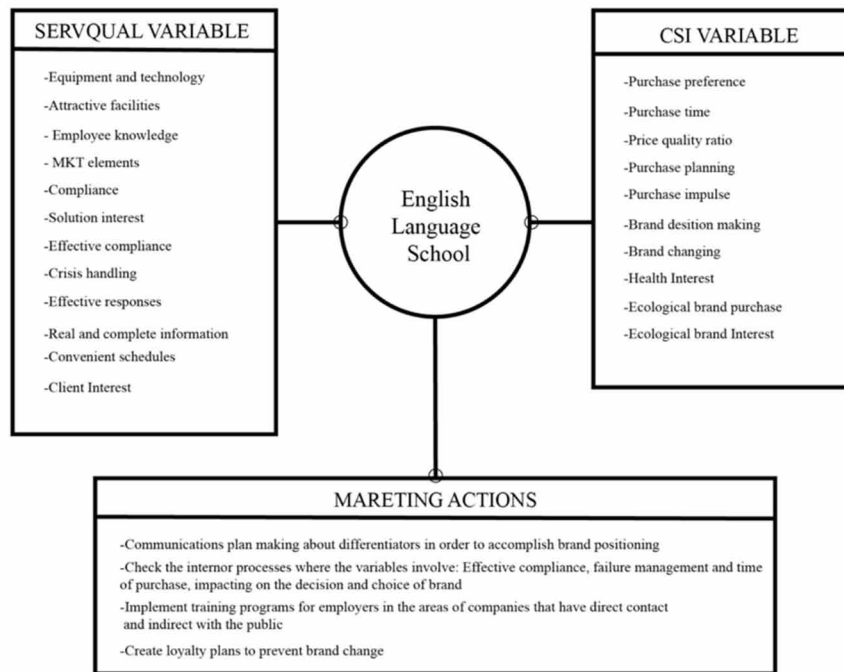 SERVQUAL VARIABLE
-Equipment and technology
-Attractive facilities
- Employee knowledge
- MKT elements
-Compliance
-Solution interest
-Effective compliance
-Crisis handling
-Effective responses
-Real and complete information
-Convenient schedules
-Client Interest
English
Language
School
CSI VARIABLE
-Purchase preference
-Purchase time
-Price quality ratio
-Purchase planning
-Purchase impulse
-Brand desition making
-Brand changing
-Health Interest
-Ecological brand purchase
-Ecological brand Interest
MARETING ACTIONS
-Communications plan making about differentiators in order to accomplish brand positioning
-Check the internor processes where the variables involve: Effective compliance, failure management and time
of purchase, impacting on the decision and choice of brand
-Implement training programs for employers in the areas of companies that have direct contact
and indirect with the public
-Create loyalty plans to prevent brand change